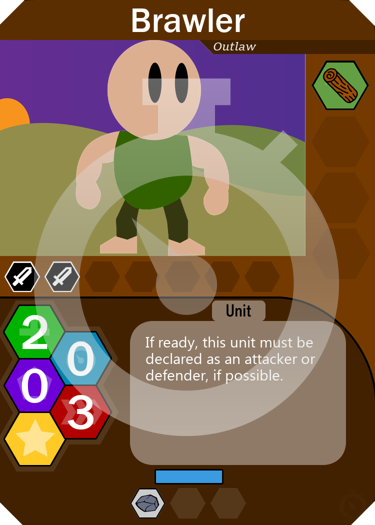 Brawler
Outlaw
Unit
2
0
0
3
If ready, this unit must be
declared as an attacker or
defender, if possible.